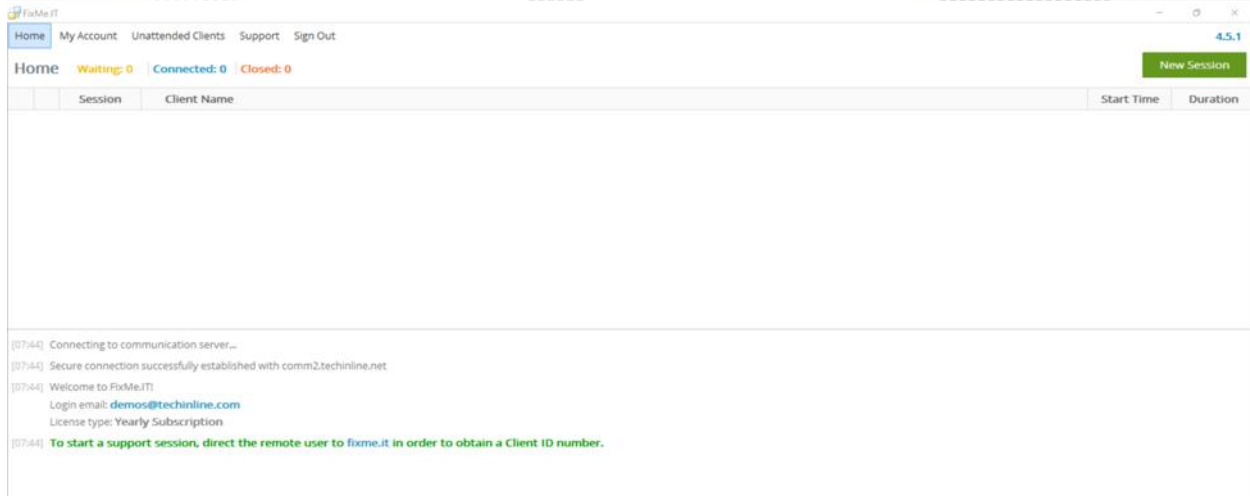 FixMe.IT
Home My Account Unattended Clients Support Sign Out 4.5.1
Home Waiting: 0 Connected: 0 Closed: 0 New Session
Session Client Name Start Time Duration
[07:44] Connecting to communication server...
[07:44] Secure connection successfully established with comm2.techinline.net
[07:44] Welcome to FixMe.IT!
Login email: demos@techinline.com
License type: Yearly Subscription
[07:44] To start a support session, direct the remote user to fixme.it in order to obtain a Client ID number.